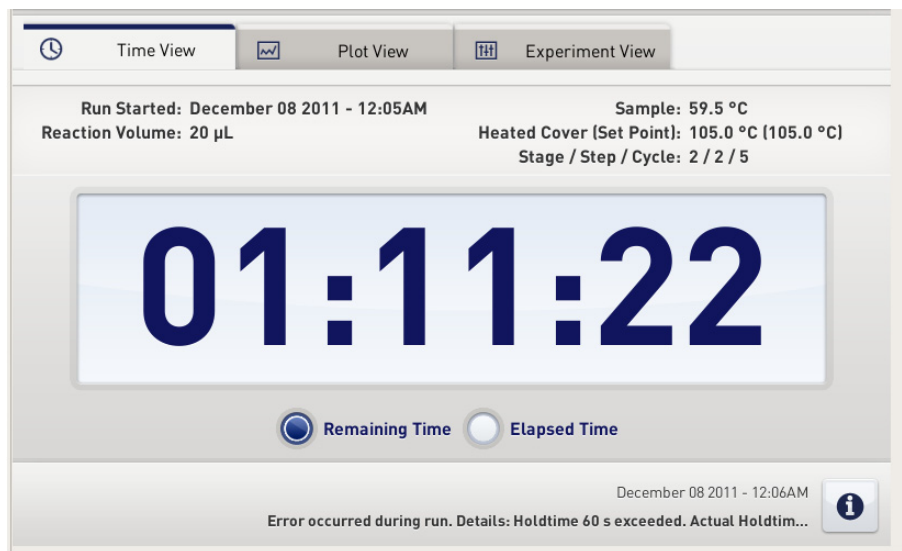 Time View
Plot View
Experiment View
Run Started: December 08 2011 - 12:05AM
Reaction Volume: 20 µL
Sample: 59.5 °C
Heated Cover (Set Point): 105.0 °C (105.0 °C)
Stage / Step / Cycle: 2 / 2 / 5
01:11:22
Remaining Time
Elapsed Time
December 08 2011 - 12:06AM
Error occurred during run. Details: Holdtime 60 s exceeded. Actual Holdtim...